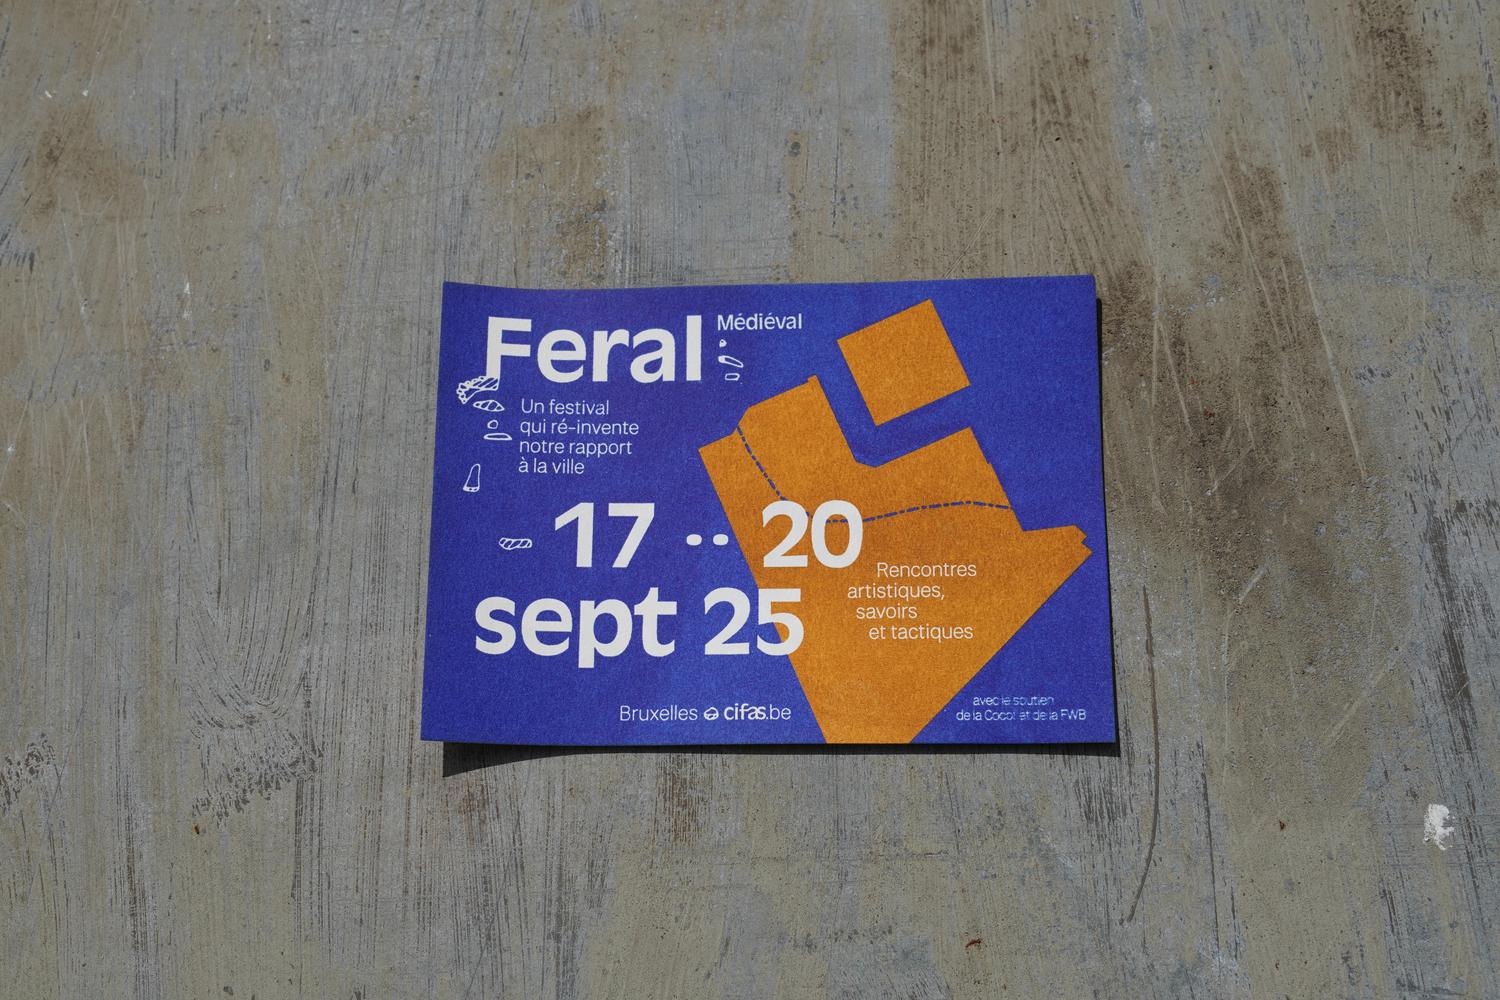 Feral Médiéval
Un festival
qui ré-invente
notre rapport
à la ville
17 •• 20
sept 25
Rencontres
artistiques,
savoirs
et tactiques
Bruxelles cifas.be
avec le soutien
de la Cocof et de la FWB